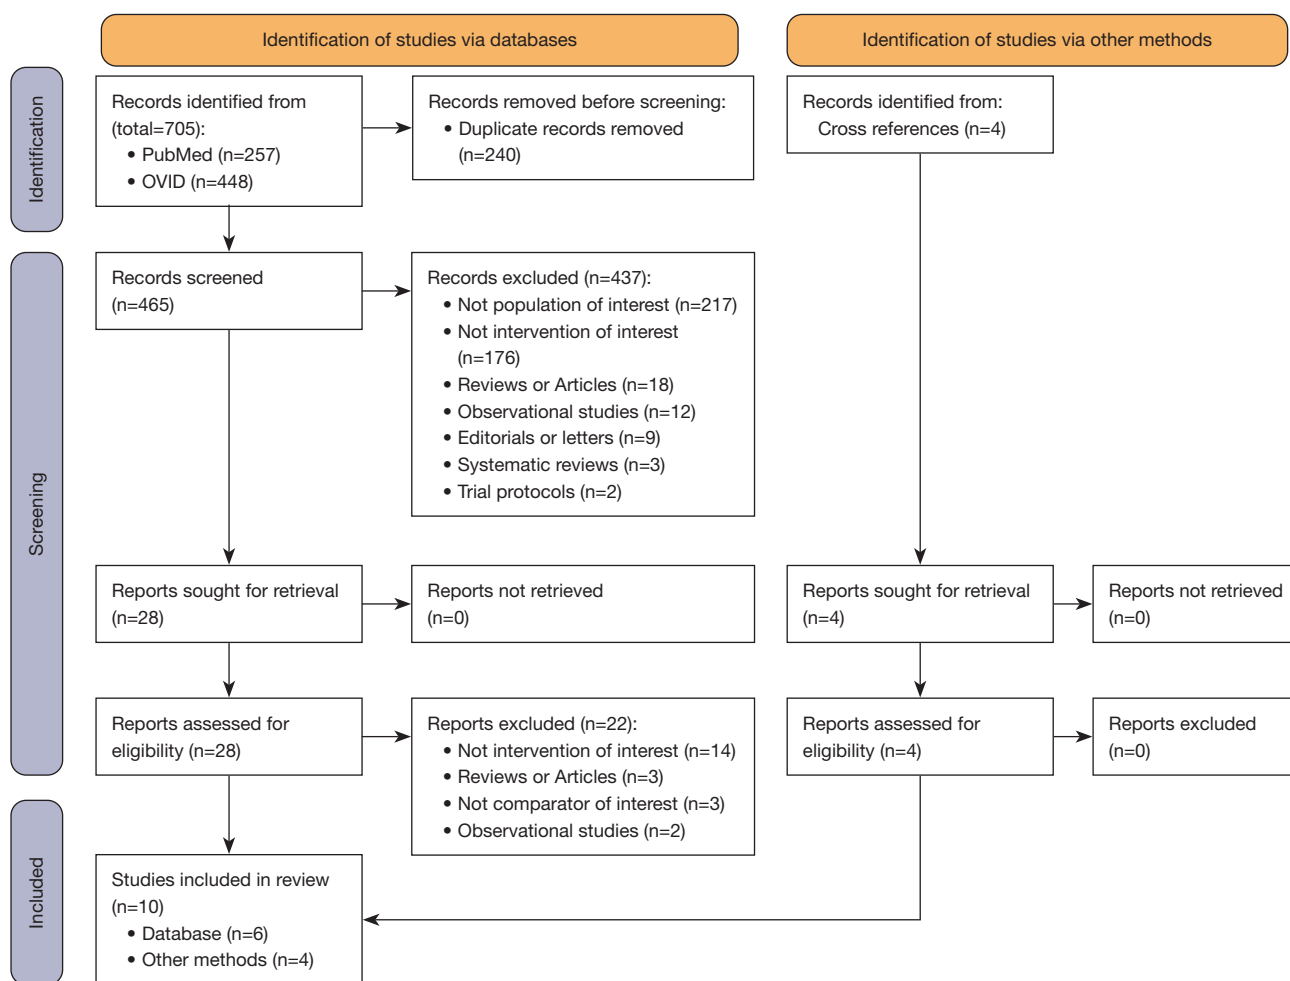 Identification of studies via databases
Identification of studies via other methods
Identification
Records identified from
(total=705):
• PubMed (n=257)
• OVID (n=448)
Records removed before screening:
• Duplicate records removed
(n=240)
Records identified from:
Cross references (n=4)
Screening
Records screened
(n=465)
Records excluded (n=437):
• Not population of interest (n=217)
• Not intervention of interest
(n=176)
• Reviews or Articles (n=18)
• Observational studies (n=12)
• Editorials or letters (n=9)
• Systematic reviews (n=3)
• Trial protocols (n=2)
Reports sought for retrieval
(n=28)
Reports not retrieved
(n=0)
Reports sought for retrieval
(n=4)
Reports not retrieved
(n=0)
Reports assessed for
eligibility (n=28)
Reports excluded (n=22):
• Not intervention of interest (n=14)
• Reviews or Articles (n=3)
• Not comparator of interest (n=3)
• Observational studies (n=2)
Reports assessed for
eligibility (n=4)
Reports excluded
(n=0)
Included
Studies included in review
(n=10)
• Database (n=6)
• Other methods (n=4)